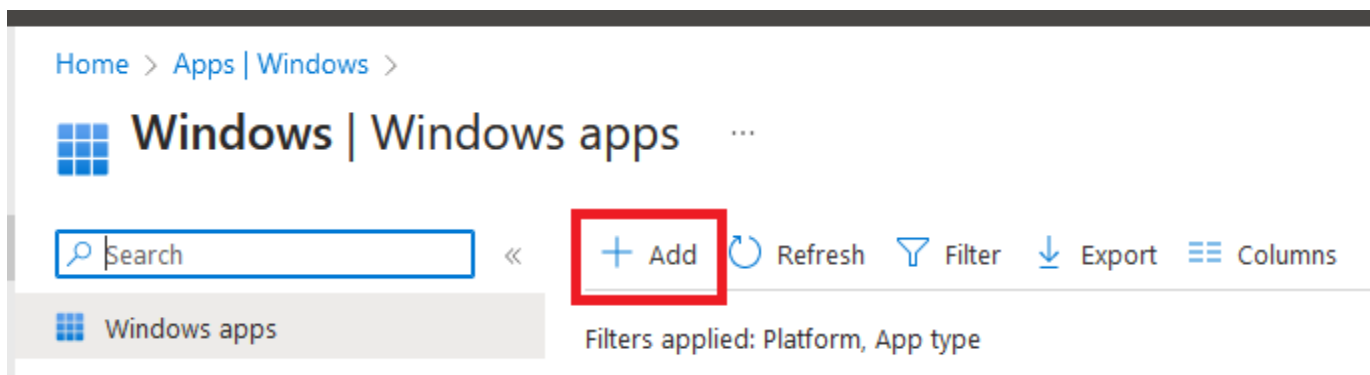 Home > Apps | Windows >
Windows | Windows apps ...
Search «
+ Add Refresh Filter Export Columns
Windows apps
Filters applied: Platform, App type